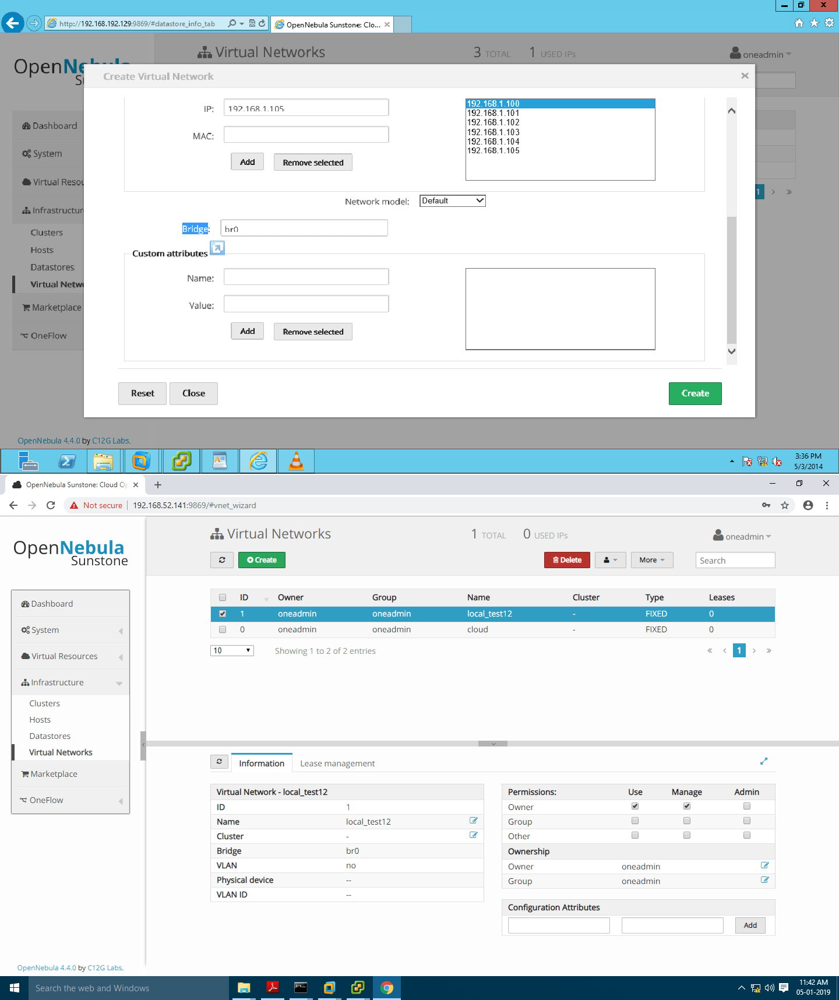 http://192.168.192.129:9869/#datastore_info_tab
OpenNebula Sunstone: Clo...
OpenNebula
Virtual Networks
3 TOTAL 1 USED IPs
oneadmin
Create Virtual Network
Dashboard
System
Virtual Resou
Infrastructur
Clusters
Hosts
Datastores
Virtual Netwo
Marketplace
OneFlow
IP: 192.168.1.105
MAC:
Add Remove selected
192.168.1.100
192.168.1.101
192.168.1.102
192.168.1.103
192.168.1.104
192.168.1.105
Network model: Default
Bridge: br0
Custom attributes
Name:
Value:
Add Remove selected
Reset Close Create
1
OpenNebula 4.4.0 by C12G Labs.
3:36 PM
5/3/2014
OpenNebula Sunstone: Cloud Op
Not secure 192.168.52.141:9869/#vnet_wizard
OpenNebula
Sunstone
Virtual Networks
1 TOTAL 0 USED IPs
oneadmin
Create Delete More Search
Dashboard
System
Virtual Resources
Infrastructure
Clusters
Hosts
Datastores
Virtual Networks
Marketplace
OneFlow
ID Owner Group Name Cluster Type Leases
1 oneadmin oneadmin local_test12 - FIXED 0
0 oneadmin oneadmin cloud - FIXED 0
10 Showing 1 to 2 of 2 entries « ‹ 1 › »
Information Lease management
Virtual Network - local_test12
ID 1
Name local_test12
Cluster -
Bridge br0
VLAN no
Physical device --
VLAN ID --
Permissions: Use Manage Admin
Owner
Group
Other
Ownership
Owner oneadmin
Group oneadmin
Configuration Attributes
Add
OpenNebula 4.4.0 by C12G Labs.
Search the web and Windows
11:42 AM
05-01-2019